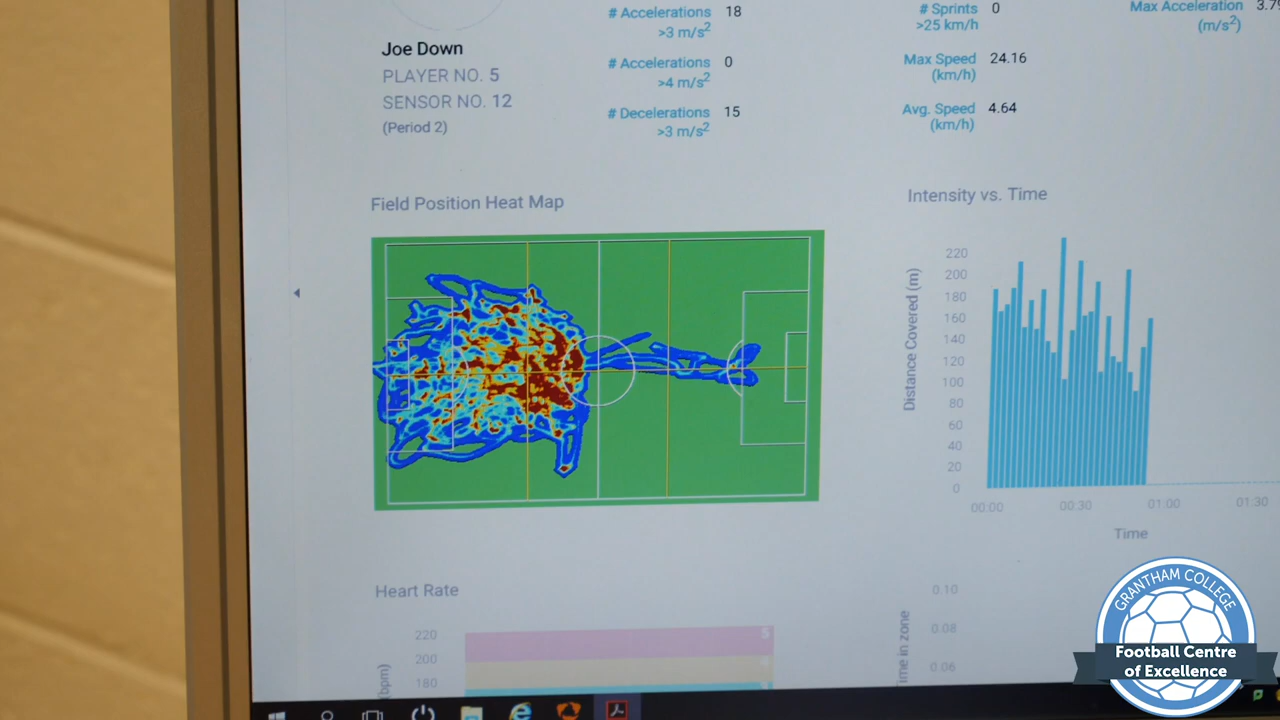 # Accelerations 18
>3 m/s²
# Sprints 0
>25 km/h
Max Acceleration
(m/s²)
Joe Down
PLAYER NO. 5
SENSOR NO. 12
(Period 2)
# Accelerations 0
>4 m/s²
Max Speed 24.16
(km/h)
# Decelerations 15
>3 m/s²
Avg. Speed 4.64
(km/h)
Field Position Heat Map
Intensity vs. Time
Distance Covered (m)
220
200
180
160
140
120
100
80
60
40
20
0
00:00 00:30 01:00 01:30
Time
Heart Rate
220
200
180
(bpm)
5
0.10
0.08
0.06
Time in zone
GRANTHAM COLLEGE
Football Centre
of Excellence